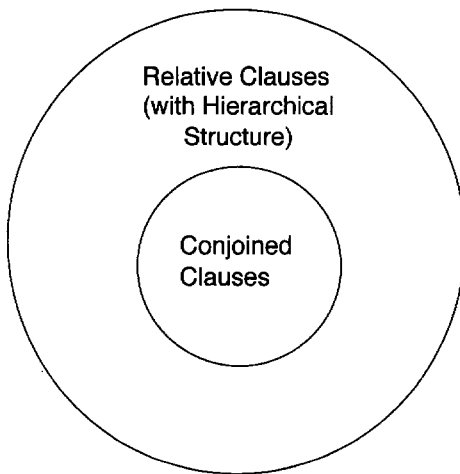 Relative Clauses
(with Hierarchical
Structure)
Conjoined
Clauses